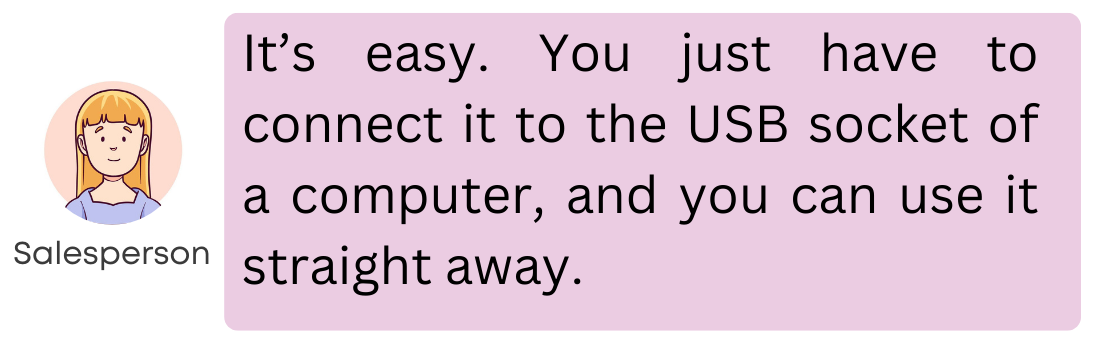 It’s easy. You just have to
connect it to the USB socket of
a computer, and you can use it
straight away.
Salesperson